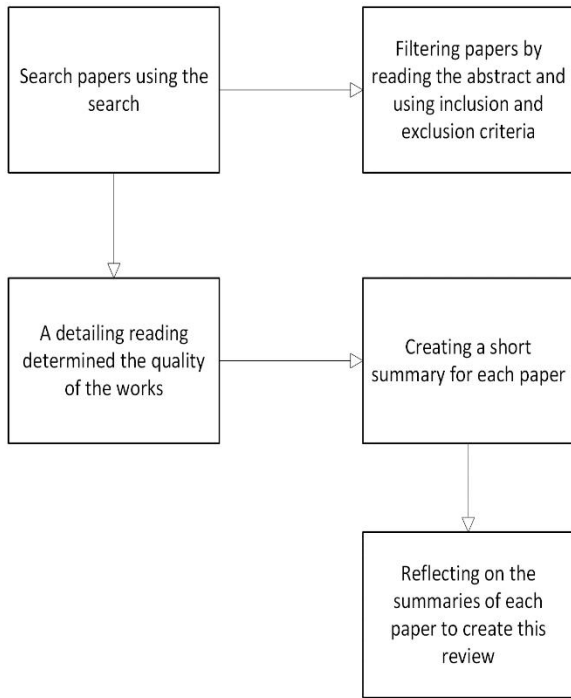 Search papers using the
search
Filtering papers by
reading the abstract and
using inclusion and
exclusion criteria
A detailing reading
determined the quality
of the works
Creating a short
summary for each paper
Reflecting on the
summaries of each
paper to create this
review